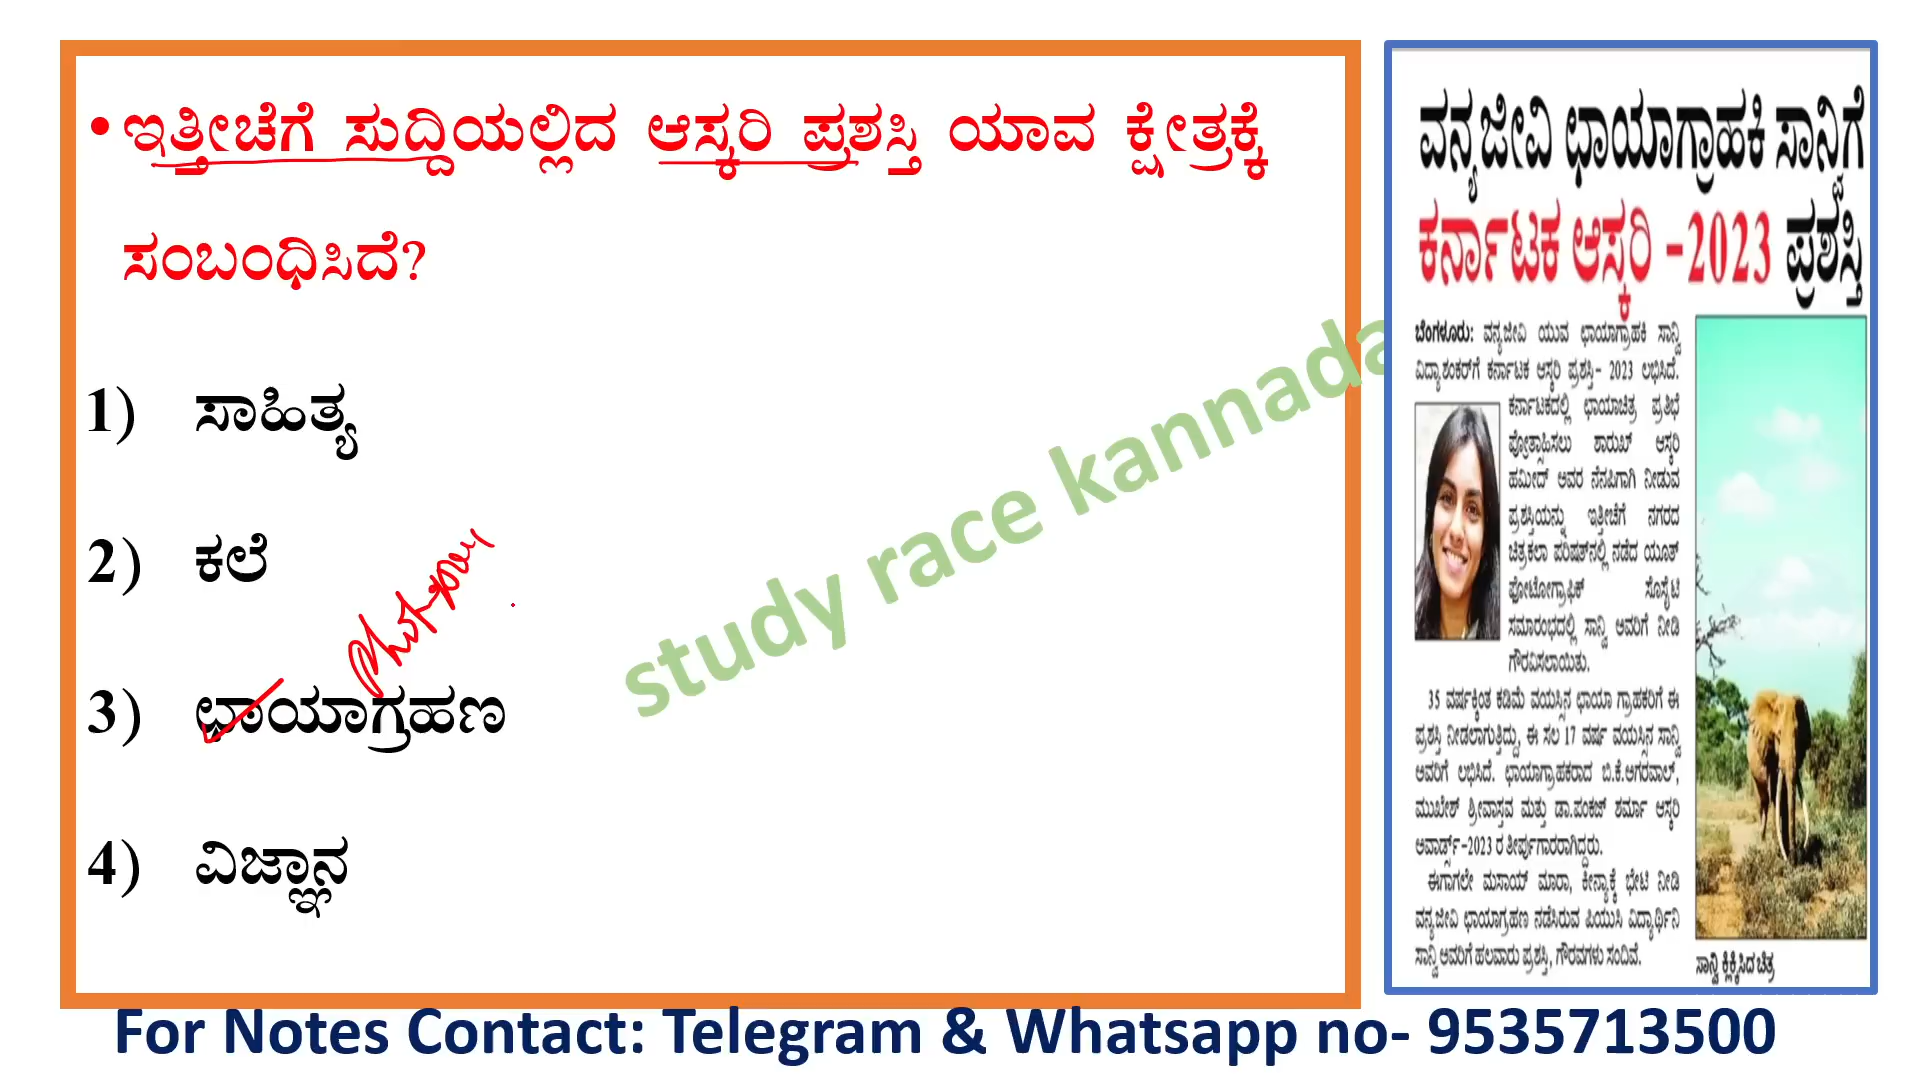 •ಇತ್ತೀಚೆಗೆ ಸುದ್ದಿಯಲ್ಲಿದ ಆಸ್ಕರಿ ಪ್ರಶಸ್ತಿ ಯಾವ ಕ್ಷೇತ್ರಕ್ಕೆ
ಸಂಬಂಧಿಸಿದೆ?
1) ಸಾಹಿತ್ಯ
2) ಕಲೆ
3) ಛಾಯಾಗ್ರಹಣ
4) ವಿಜ್ಞಾನ
study race kannada
ವನ್ಯಜೀವಿ ಛಾಯಾಗ್ರಾಹಕಿ ಸಾನ್ವಿಗೆ
ಕರ್ನಾಟಕ ಆಸ್ಕರಿ -2023 ಪ್ರಶಸ್ತಿ
ಬೆಂಗಳೂರು: ವನ್ಯಜೀವಿ ಯುವ ಛಾಯಾಗ್ರಾಹಕಿ ಸಾನ್ವಿ
ವಿದ್ಯಾಶಂಕರ್‌ಗೆ ಕರ್ನಾಟಕ ಆಸ್ಕರಿ ಪ್ರಶಸ್ತಿ- 2023 ಲಭಿಸಿದೆ.
ಕರ್ನಾಟಕದಲ್ಲಿ ಛಾಯಾಚಿತ್ರ ಪ್ರತಿಭೆ
ಪ್ರೋತ್ಸಾಹಿಸಲು ಶಾರುಖ್ ಆಸ್ಕರಿ
ಹಮೀದ್ ಅವರ ನೆನಪಿಗಾಗಿ ನೀಡುವ
ಪ್ರಶಸ್ತಿಯನ್ನು ಇತ್ತೀಚೆಗೆ ನಗರದ
ಚಿತ್ರಕಲಾ ಪರಿಷತ್‌ನಲ್ಲಿ ನಡೆದ ಯೂತ್
ಫೋಟೋಗ್ರಾಫಿಕ್ ಸೊಸೈಟಿ
ಸಮಾರಂಭದಲ್ಲಿ ಸಾನ್ವಿ ಅವರಿಗೆ ನೀಡಿ
ಗೌರವಿಸಲಾಯಿತು.
35 ವರ್ಷಕ್ಕಿಂತ ಕಡಿಮೆ ವಯಸ್ಸಿನ ಛಾಯಾ ಗ್ರಾಹಕರಿಗೆ ಈ
ಪ್ರಶಸ್ತಿ ನೀಡಲಾಗುತ್ತಿದ್ದು, ಈ ಸಲ 17 ವರ್ಷ ವಯಸ್ಸಿನ ಸಾನ್ವಿ
ಅವರಿಗೆ ಲಭಿಸಿದೆ. ಛಾಯಾಗ್ರಾಹಕರಾದ ಬಿ.ಕೆ.ಅಗರವಾಲ್,
ಮುಖೇಶ್ ಶ್ರೀವಾಸ್ತವ ಮತ್ತು ಡಾ.ಪಂಕಜ್ ಶರ್ಮಾ ಆಸ್ಕರಿ
ಅವಾರ್ಡ್ಸ್-2023 ರ ತೀರ್ಪುಗಾರರಾಗಿದ್ದರು.
ಈಗಾಗಲೇ ಮಸಾಯ್ ಮಾರಾ, ಕೀನ್ಯಾಕ್ಕೆ ಭೇಟಿ ನೀಡಿ
ವನ್ಯಜೀವಿ ಛಾಯಾಗ್ರಹಣ ನಡೆಸಿರುವ ಪಿಯುಸಿ ವಿದ್ಯಾರ್ಥಿನಿ
ಸಾನ್ವಿ ಅವರಿಗೆ ಹಲವಾರು ಪ್ರಶಸ್ತಿ, ಗೌರವಗಳು ಸಂದಿವೆ.
ಸಾನ್ವಿ ಕ್ಲಿಕ್ಕಿಸಿದ ಚಿತ್ರ
For Notes Contact: Telegram & Whatsapp no- 9535713500